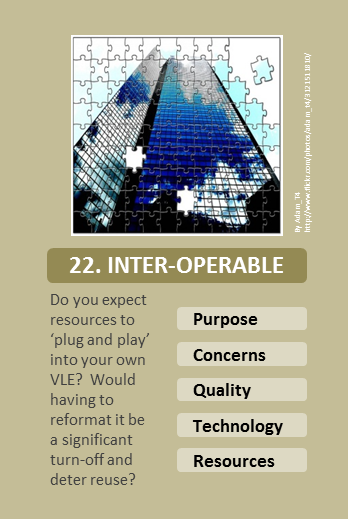 By Adam_T4
http://www.flickr.com/photos/adam_t4/3121511810/
22. INTER-OPERABLE
Do you expect
resources to
‘plug and play’
into your own
VLE?  Would
having to
reformat it be
a significant
turn-off and
deter reuse?
Purpose
Concerns
Quality
Technology
Resources